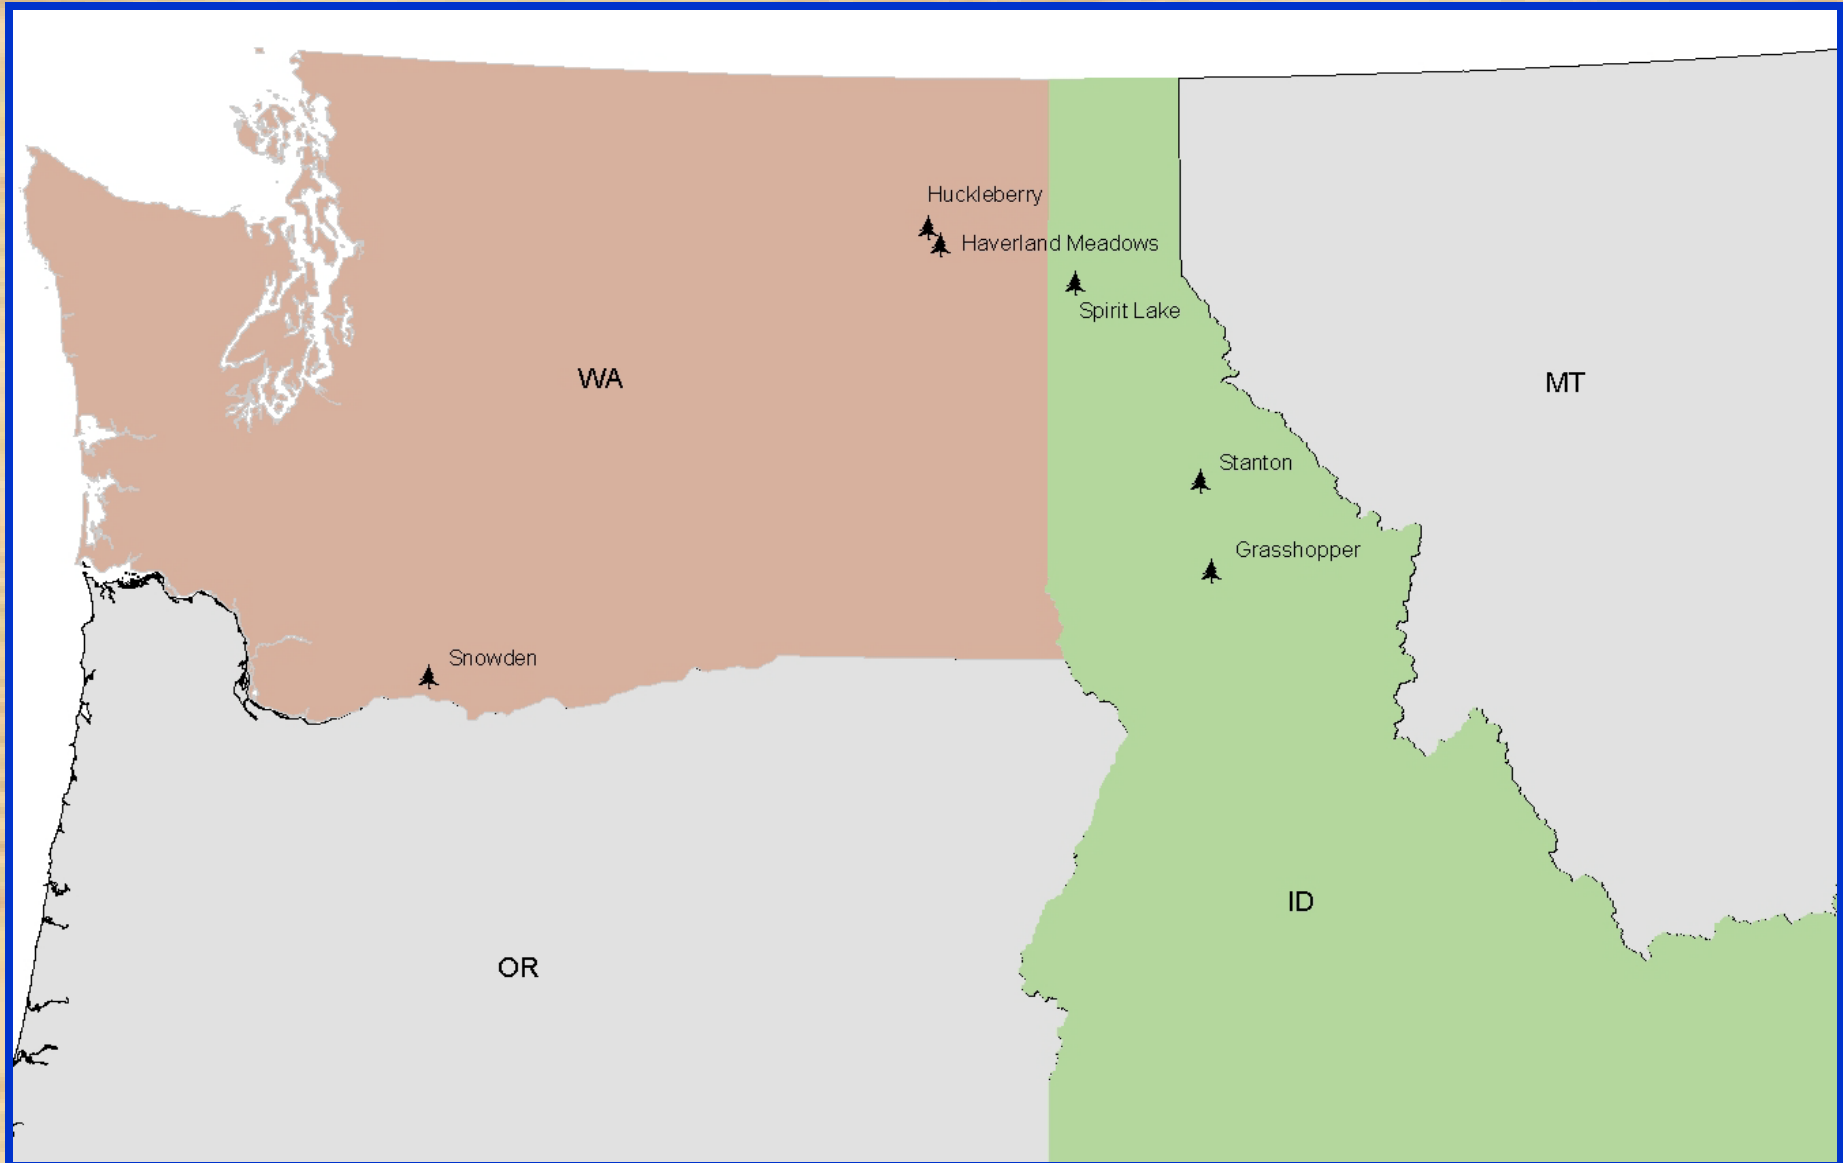 Huckleberry
Haverland Meadows
Spirit Lake
WA
MT
Stanton
Grasshopper
Snowden
ID
OR